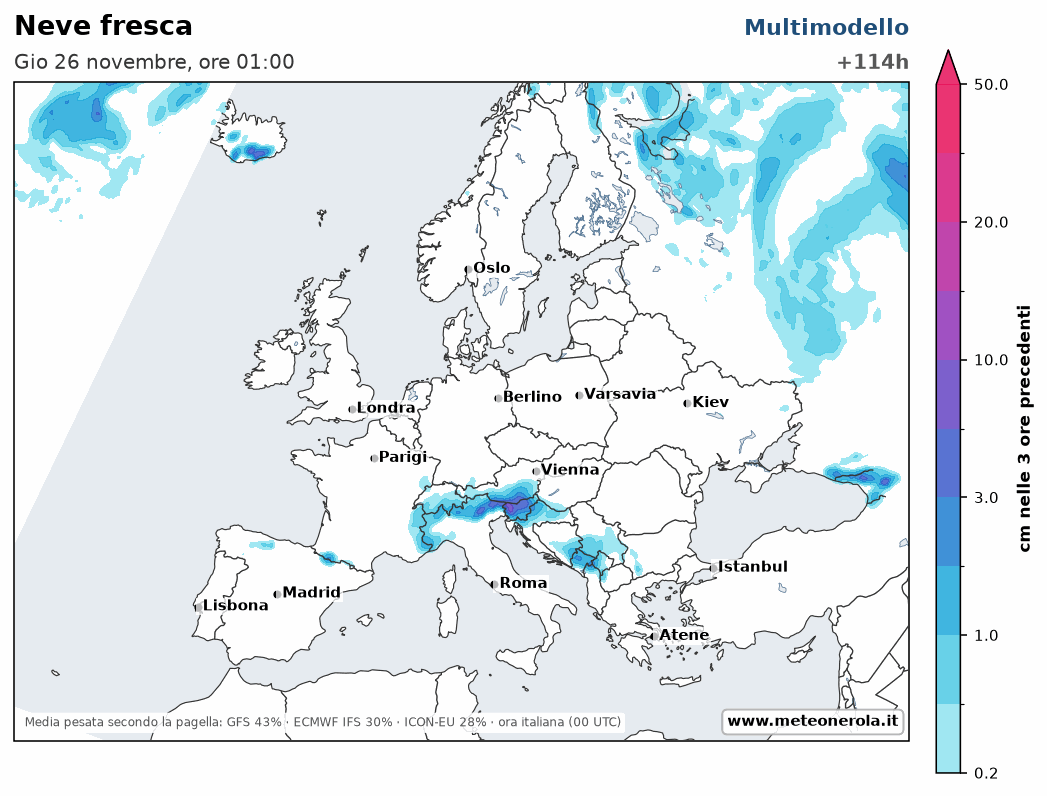 Neve fresca
Multimodello
Gio 26 novembre, ore 01:00
+114h
50.0
20.0
10.0
3.0
1.0
0.2
cm nelle 3 ore precedenti
Oslo
Berlino
Varsavia
Kiev
Londra
Parigi
Vienna
Istanbul
Roma
Madrid
Lisbona
Atene
Media pesata secondo la pagella: GFS 43% · ECMWF IFS 30% · ICON-EU 28% · ora italiana (00 UTC)
www.meteonerola.it